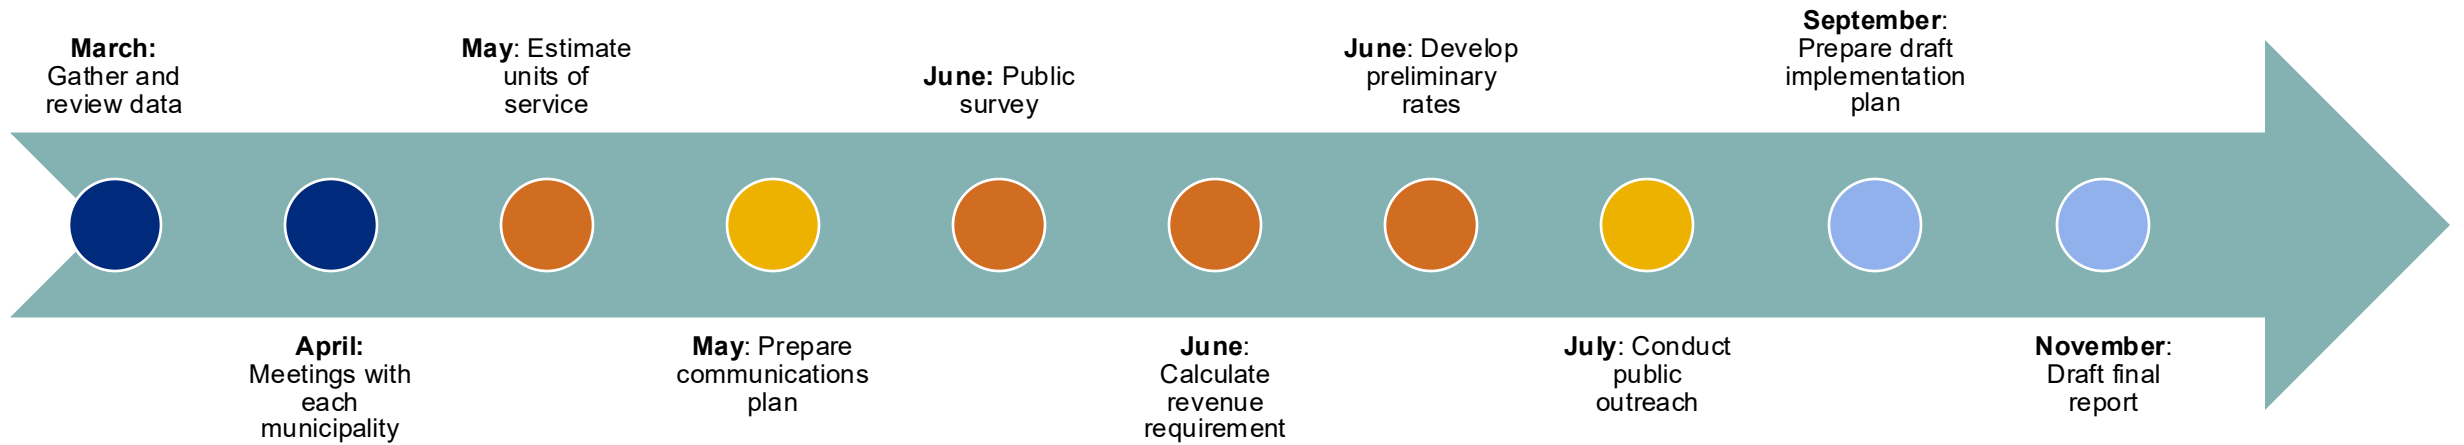 March:
Gather and
review data
April:
Meetings with
each
municipality
May: Estimate
units of
service
May: Prepare
communications
plan
June: Public
survey
June:
Calculate
revenue
requirement
June: Develop
preliminary
rates
July: Conduct
public
outreach
September:
Prepare draft
implementation
plan
November:
Draft final
report